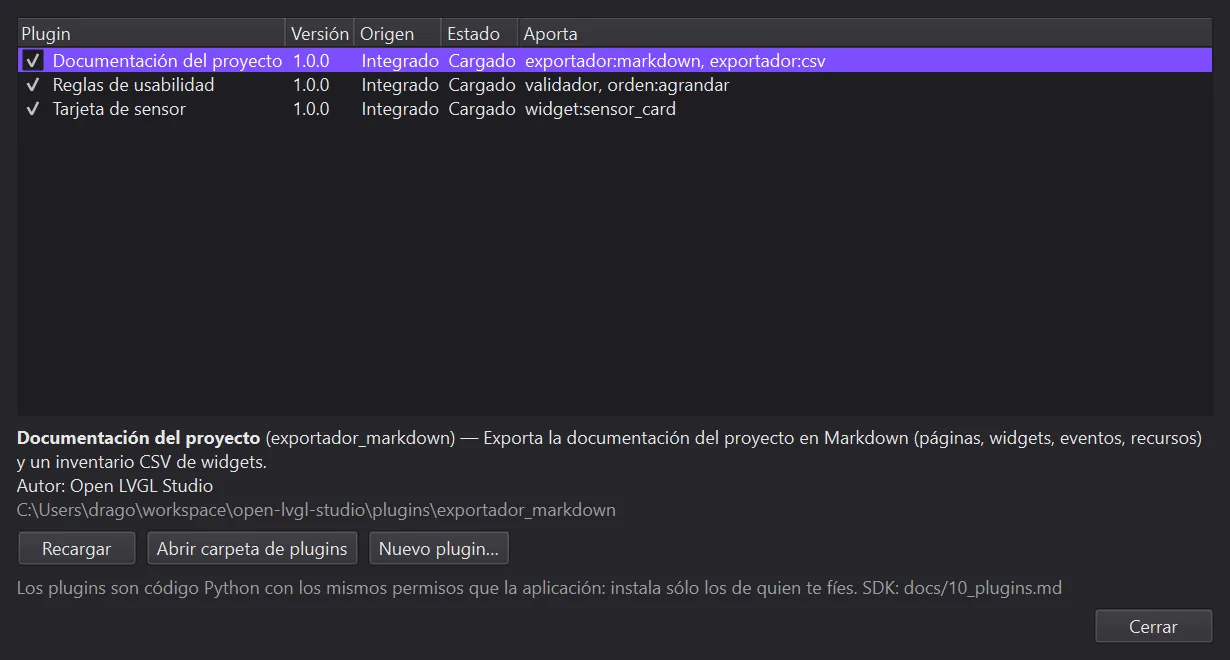 Plugin Versión Origen Estado Aporta
✓ Documentación del proyecto 1.0.0 Integrado Cargado exportador:markdown, exportador:csv
✓ Reglas de usabilidad 1.0.0 Integrado Cargado validador, orden:agrandar
✓ Tarjeta de sensor 1.0.0 Integrado Cargado widget:sensor_card
Documentación del proyecto (exportador_markdown) — Exporta la documentación del proyecto en Markdown (páginas, widgets, eventos, recursos)
y un inventario CSV de widgets.
Autor: Open LVGL Studio
C:\Users\drago\workspace\open-lvgl-studio\plugins\exportador_markdown
Recargar Abrir carpeta de plugins Nuevo plugin...
Los plugins son código Python con los mismos permisos que la aplicación: instala sólo los de quien te fíes. SDK: docs/10_plugins.md
Cerrar